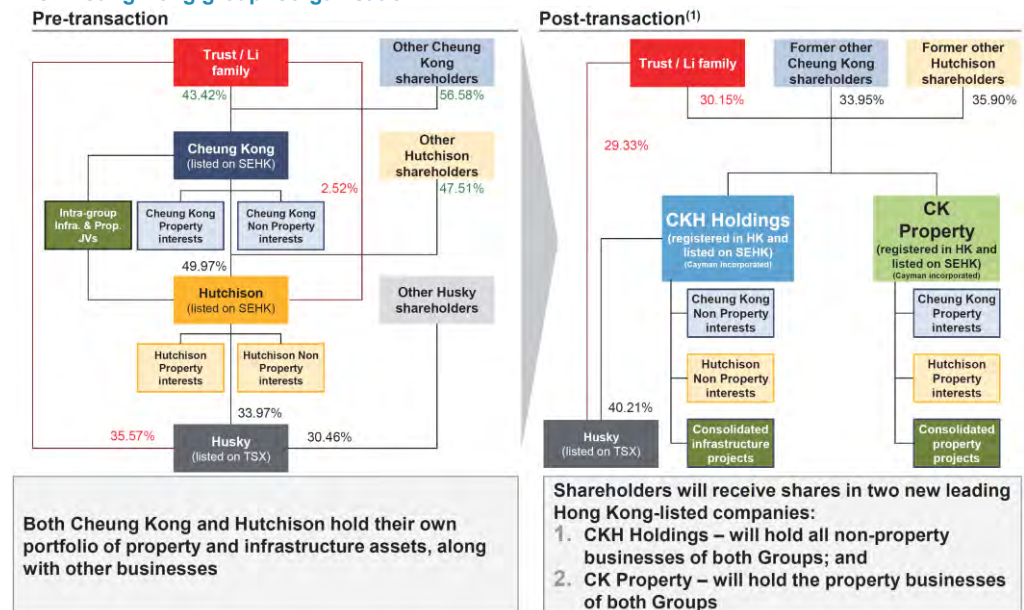 Pre-transaction
Trust / Li
family
Other Cheung
Kong
shareholders
43.42%
56.58%
Cheung Kong
(listed on SEHK)
Other
Hutchison
shareholders
2.52%
47.51%
Intra-group
Infra. & Prop.
JVs
Cheung Kong
Property
interests
Cheung Kong
Non Property
interests
49.97%
Hutchison
(listed on SEHK)
Other Husky
shareholders
Hutchison
Property
interests
Hutchison Non
Property
interests
33.97%
35.57%
Husky
(listed on TSX)
30.46%
Both Cheung Kong and Hutchison hold their own
portfolio of property and infrastructure assets, along
with other businesses
Post-transaction(1)
Trust / Li family
Former other
Cheung Kong
shareholders
Former other
Hutchison
shareholders
30.15%
33.95%
35.90%
29.33%
CKH Holdings
(registered in HK and
listed on SEHK)
(Cayman incorporated)
CK
Property
(registered in HK and
listed on SEHK)
(Cayman incorporated)
Cheung Kong
Non Property
interests
Cheung Kong
Property
interests
Hutchison
Non Property
interests
Hutchison
Property
interests
40.21%
Husky
(listed on TSX)
Consolidated
infrastructure
projects
Consolidated
property
projects
Shareholders will receive shares in two new leading
Hong Kong-listed companies:
1. CKH Holdings – will hold all non-property
businesses of both Groups; and
2. CK Property – will hold the property businesses
of both Groups